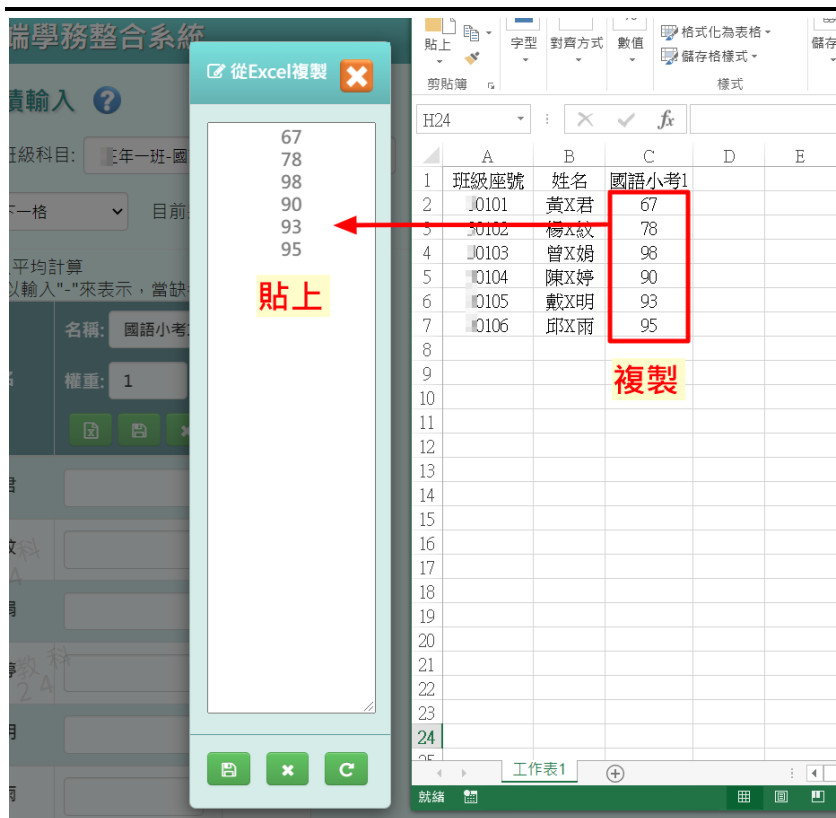 端學務整合系統
績輸入
班級科目: 年一班-國
下一格
目前
平均計算
以輸入"-"來表示，當缺
名稱: 國語小考
權重: 1
從Excel複製
67
78
98
90
93
95
貼上
貼上
字型
對齊方式
數值
格式化為表格
儲存格樣式
儲存
剪貼簿
樣式
H24
fx
A B C D E
1 班級座號 姓名 國語小考1
2 0101 黃X君 67
3 0102 楊X紋 78
4 0103 曾X娟 98
5 0104 陳X婷 90
6 0105 戴X明 93
7 0106 邱X雨 95
8
9
複製
10
11
12
13
14
15
16
17
18
19
20
21
22
23
24
25
工作表1
就緒